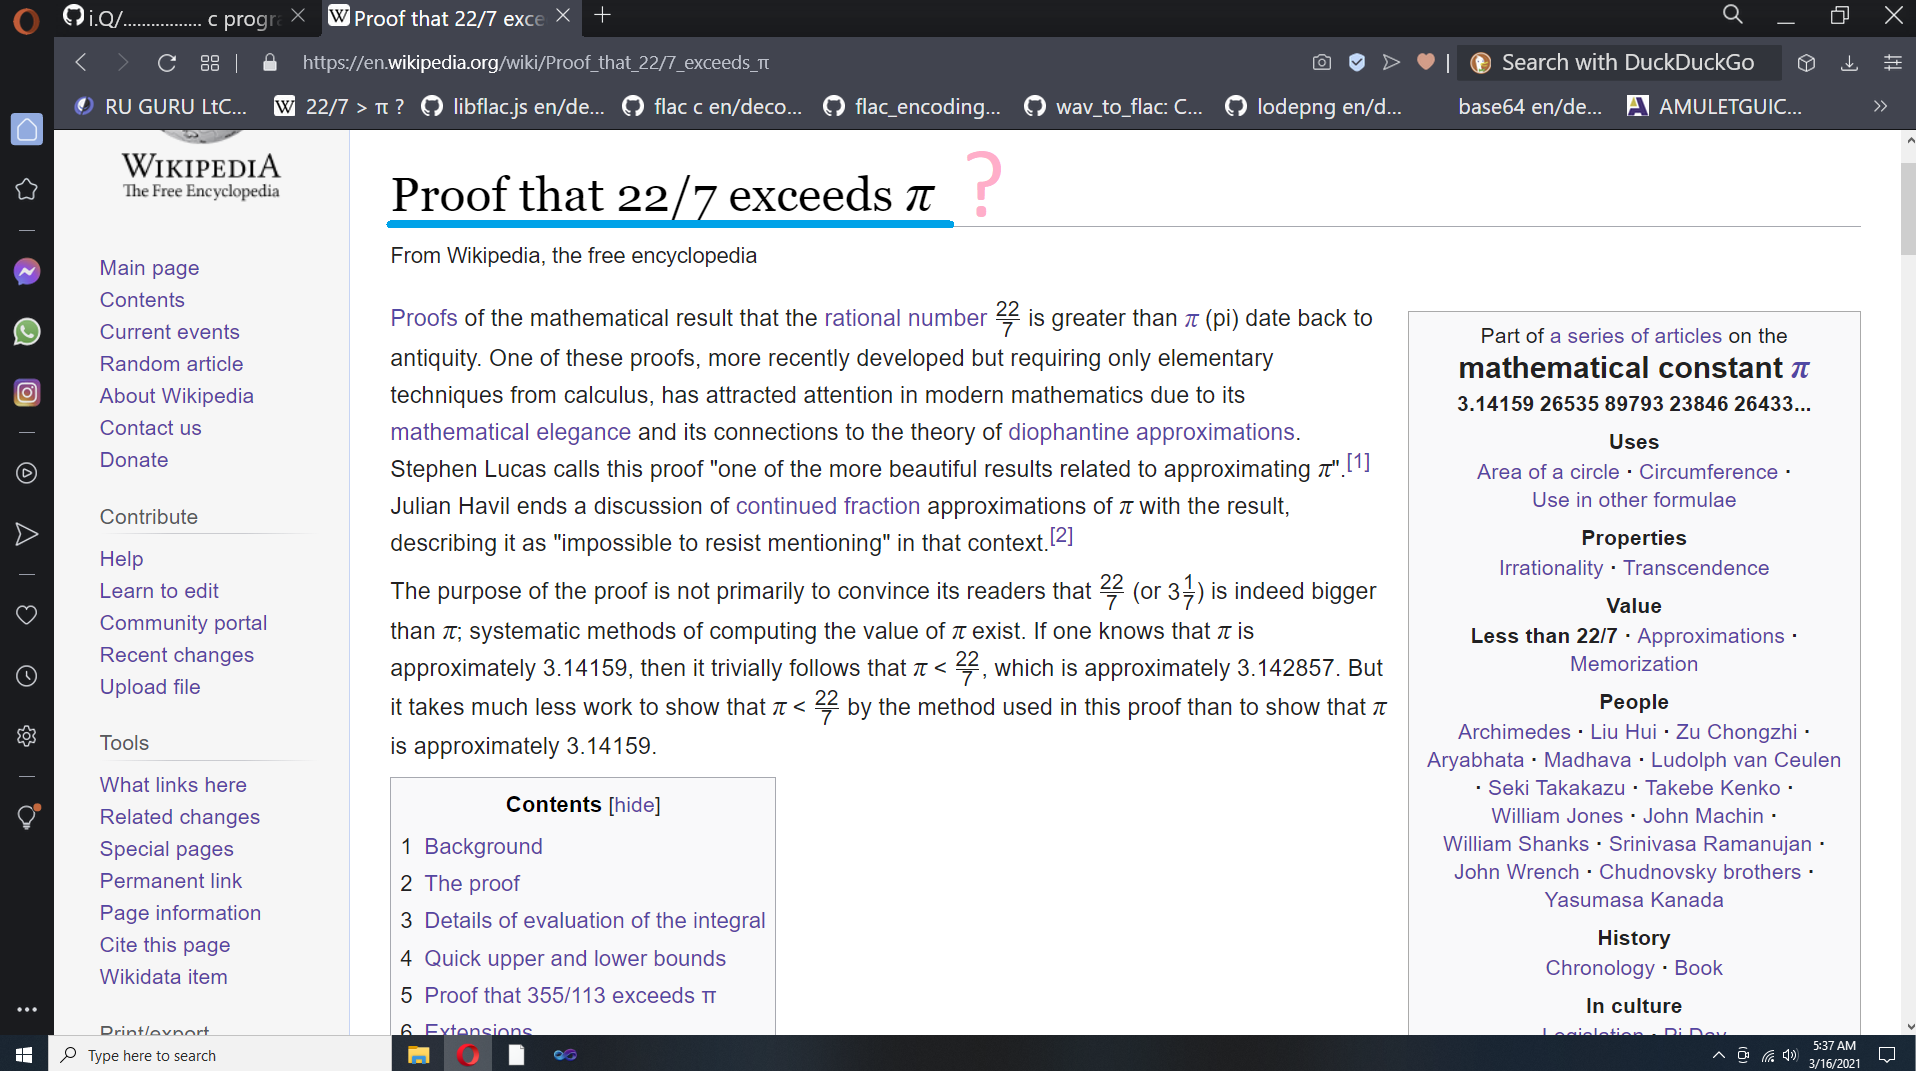 i.Q/................. c progra
Proof that 22/7 exce
https://en.wikipedia.org/wiki/Proof_that_22/7_exceeds_π
Search with DuckDuckGo
RU GURU LtC...
22/7 > π ?
libflac.js en/de...
flac c en/deco...
flac_encoding...
wav_to_flac: C...
lodepng en/d...
base64 en/de...
AMULETGUIC...
WIKIPEDIA
The Free Encyclopedia
Main page
Contents
Current events
Random article
About Wikipedia
Contact us
Donate
Contribute
Help
Learn to edit
Community portal
Recent changes
Upload file
Tools
What links here
Related changes
Special pages
Permanent link
Page information
Cite this page
Wikidata item
Print/export
Proof that 22/7 exceeds π ?
From Wikipedia, the free encyclopedia
Proofs of the mathematical result that the rational number 22/7 is greater than π (pi) date back to
antiquity. One of these proofs, more recently developed but requiring only elementary
techniques from calculus, has attracted attention in modern mathematics due to its
mathematical elegance and its connections to the theory of diophantine approximations.
Stephen Lucas calls this proof "one of the more beautiful results related to approximating π".[1]
Julian Havil ends a discussion of continued fraction approximations of π with the result,
describing it as "impossible to resist mentioning" in that context.[2]
The purpose of the proof is not primarily to convince its readers that 22/7 (or 3 1/7) is indeed bigger
than π; systematic methods of computing the value of π exist. If one knows that π is
approximately 3.14159, then it trivially follows that π < 22/7, which is approximately 3.142857. But
it takes much less work to show that π < 22/7 by the method used in this proof than to show that π
is approximately 3.14159.
Contents [hide]
1 Background
2 The proof
3 Details of evaluation of the integral
4 Quick upper and lower bounds
5 Proof that 355/113 exceeds π
6 Extensions
Part of a series of articles on the
mathematical constant π
3.14159 26535 89793 23846 26433...
Uses
Area of a circle · Circumference ·
Use in other formulae
Properties
Irrationality · Transcendence
Value
Less than 22/7 · Approximations ·
Memorization
People
Archimedes · Liu Hui · Zu Chongzhi ·
Aryabhata · Madhava · Ludolph van Ceulen
· Seki Takakazu · Takebe Kenko ·
William Jones · John Machin ·
William Shanks · Srinivasa Ramanujan ·
John Wrench · Chudnovsky brothers ·
Yasumasa Kanada
History
Chronology · Book
In culture
Legislation · Pi Day
Type here to search
5:37 AM
3/16/2021